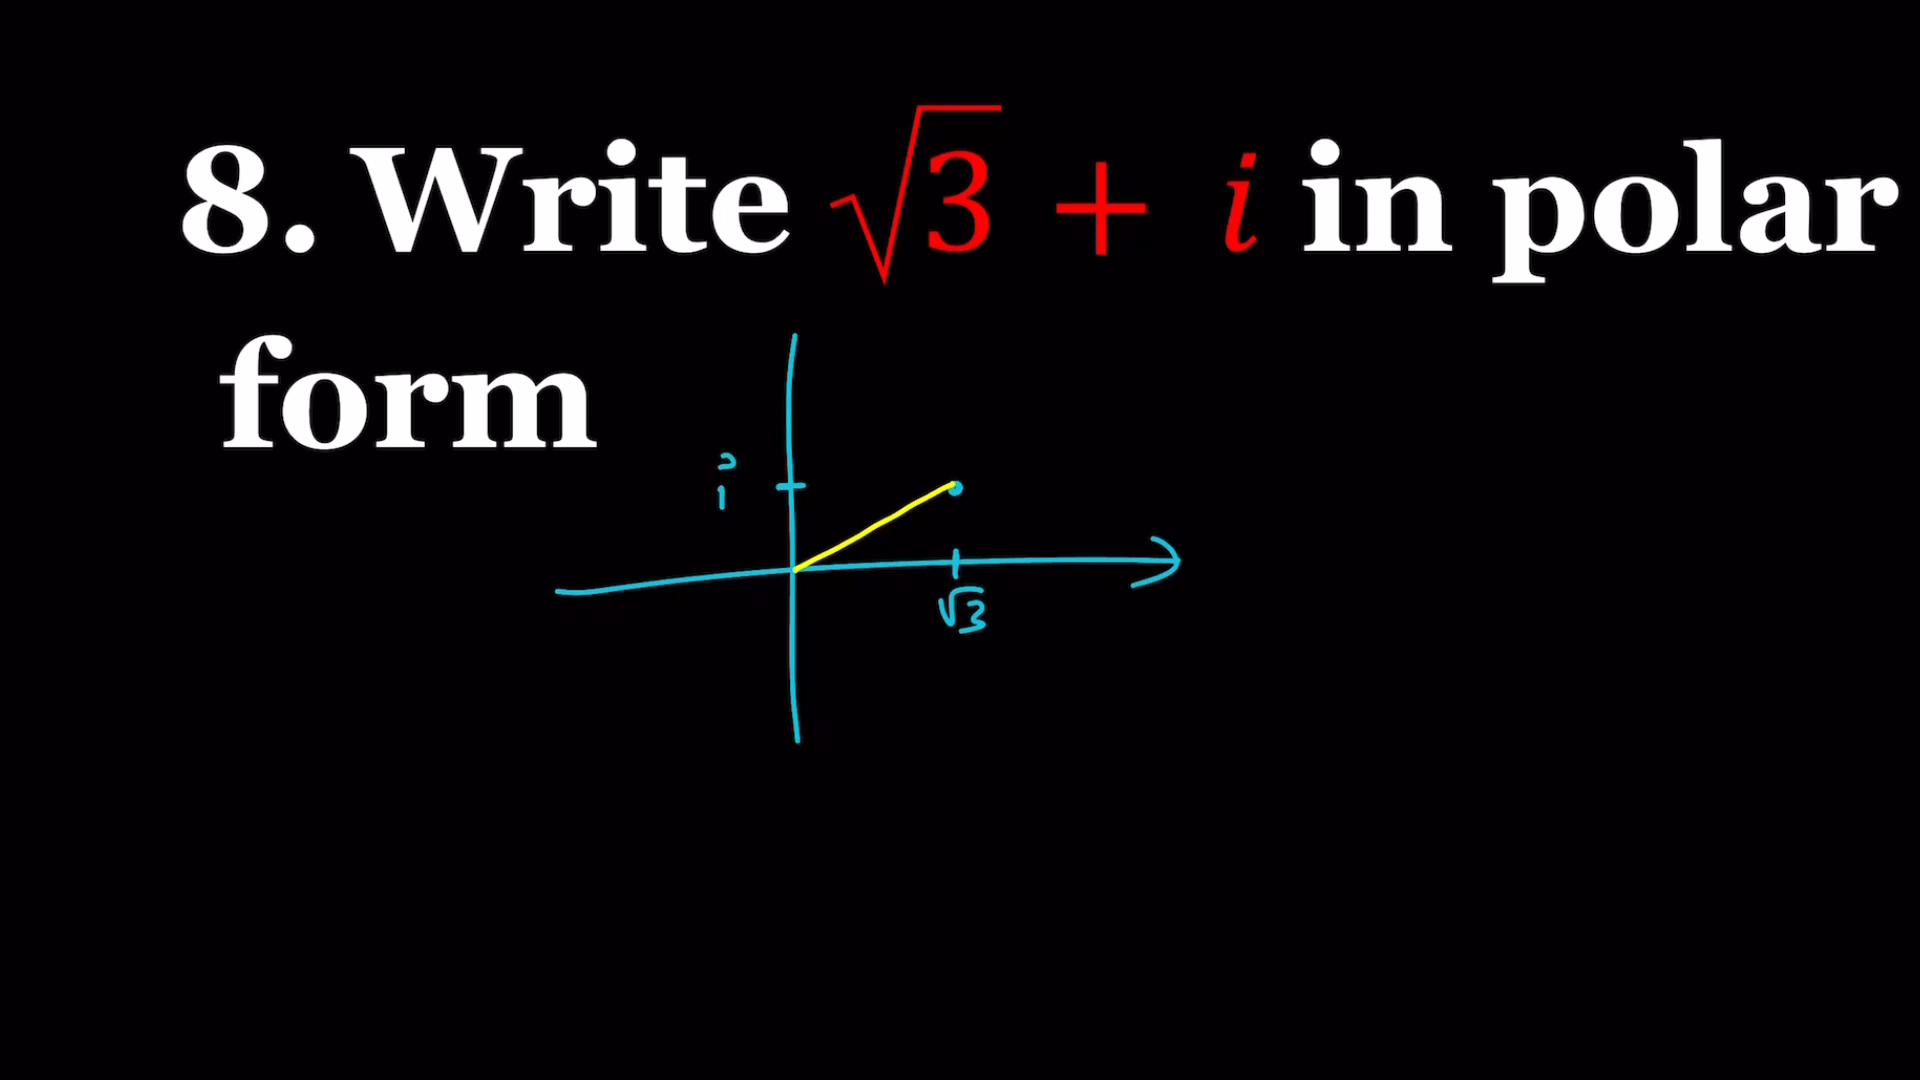 8. Write √3 + i in polar
form
i
√3